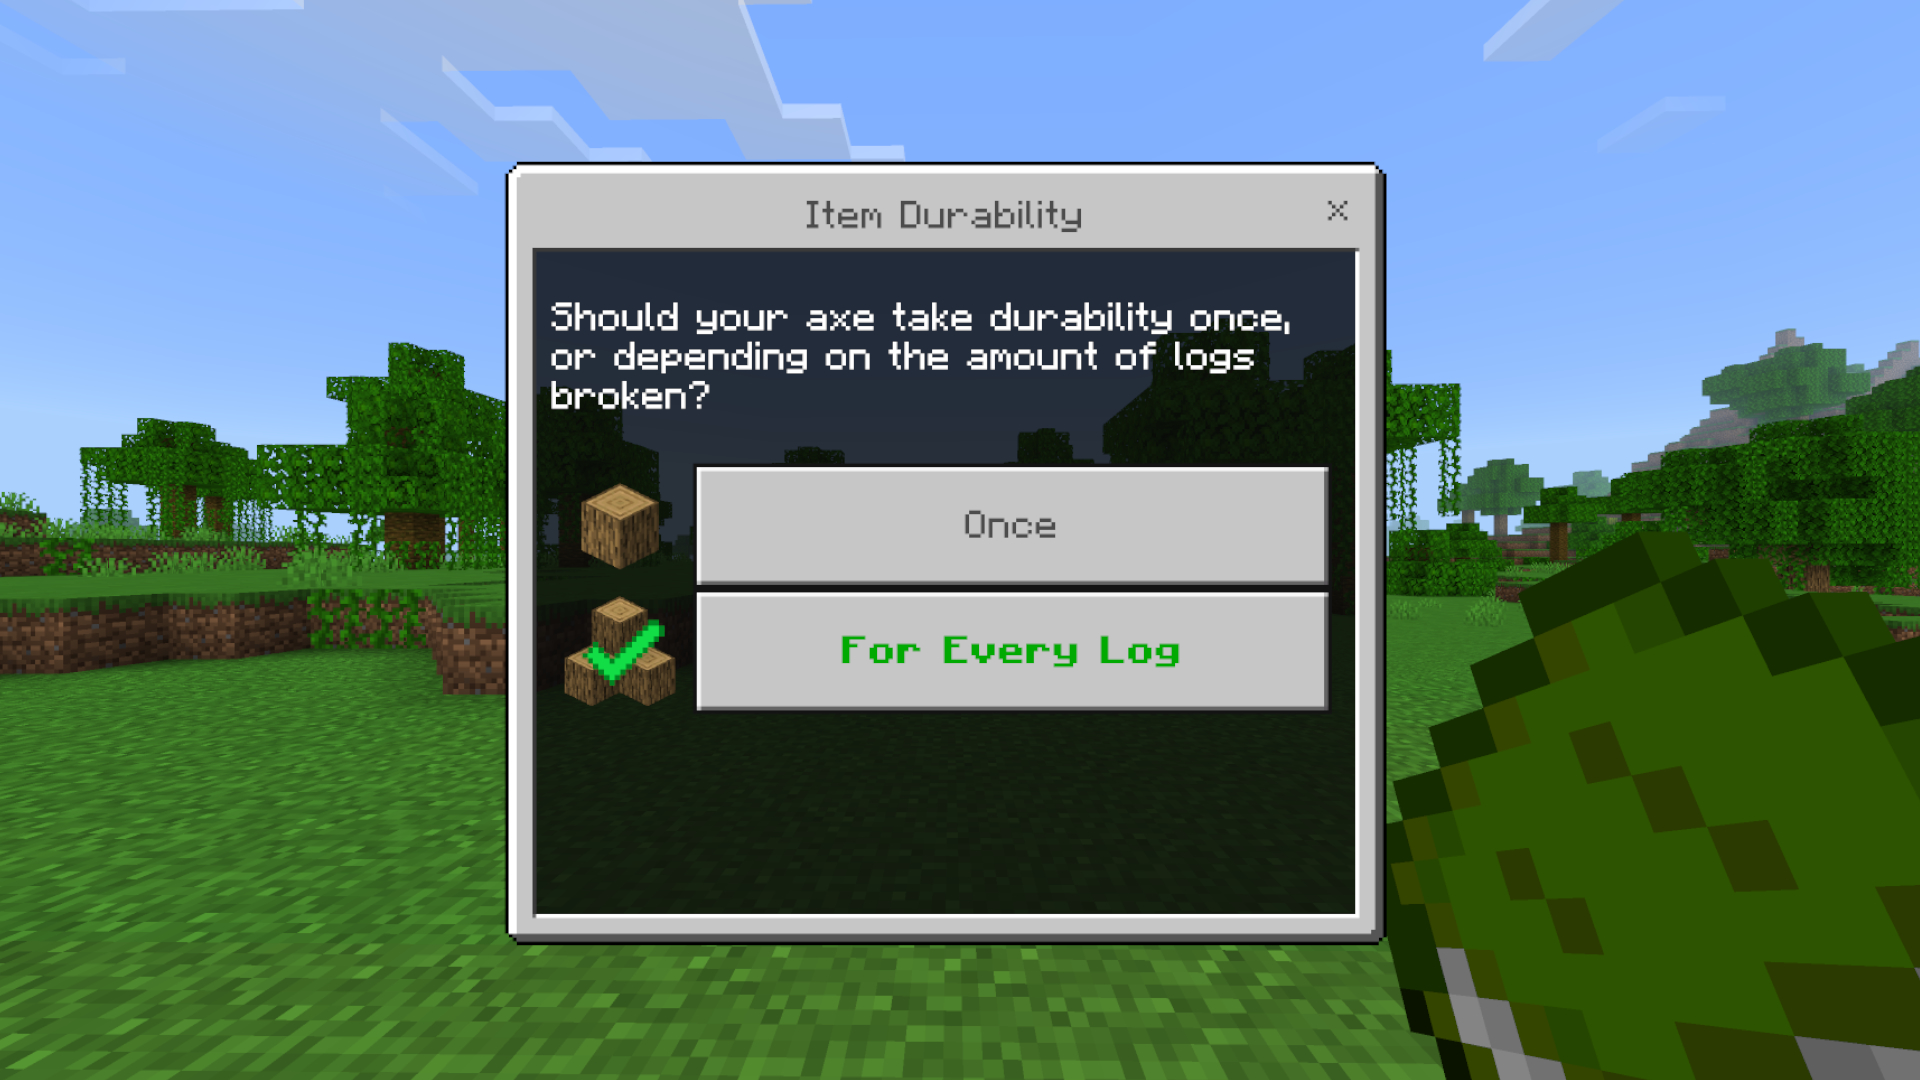 Item Durability
Should your axe take durability once,
or depending on the amount of logs
broken?
Once
For Every Log